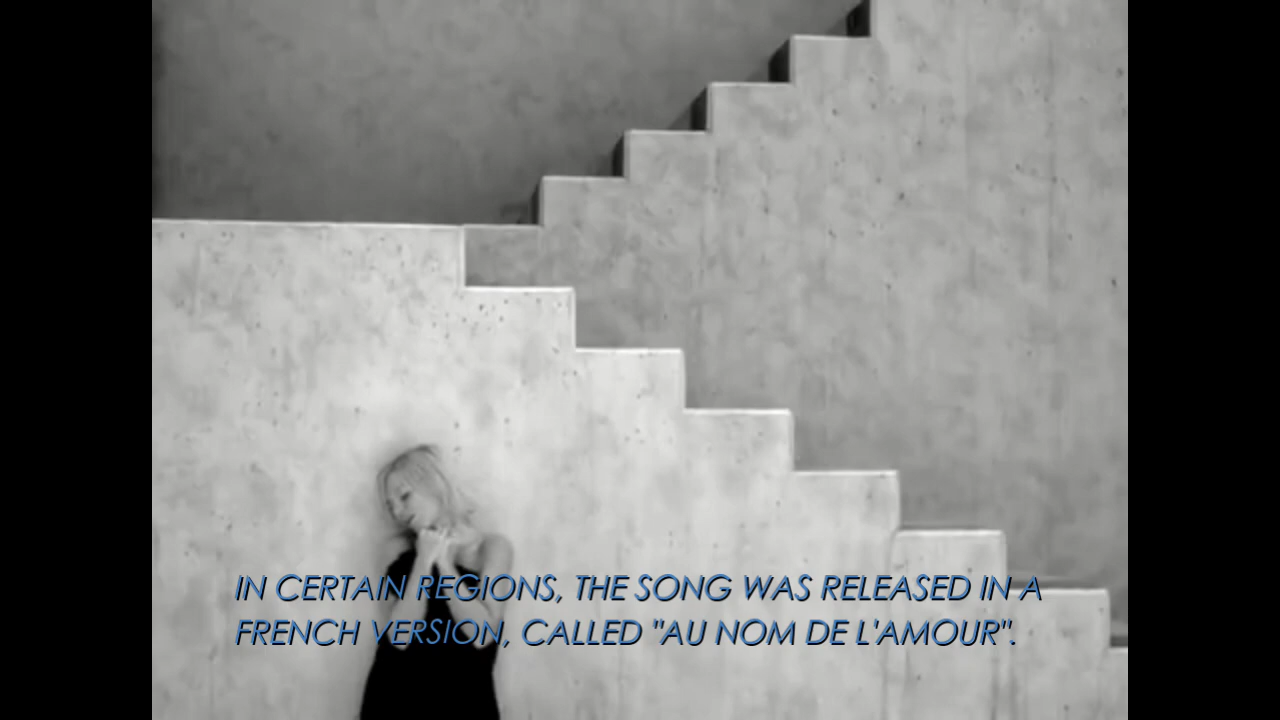 IN CERTAIN REGIONS, THE SONG WAS RELEASED IN A
FRENCH VERSION, CALLED "AU NOM DE L'AMOUR".